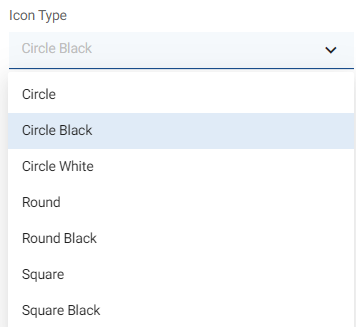 Icon Type
Circle Black
Circle
Circle Black
Circle White
Round
Round Black
Square
Square Black